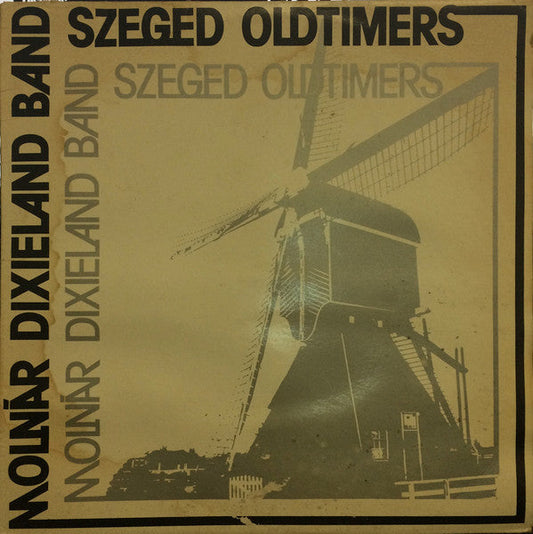 SZEGED OLDTIMERS
MOLNÁR DIXIELAND BAND
SZEGED OLDTIMERS
MOLNÁR DIXIELAND BAND